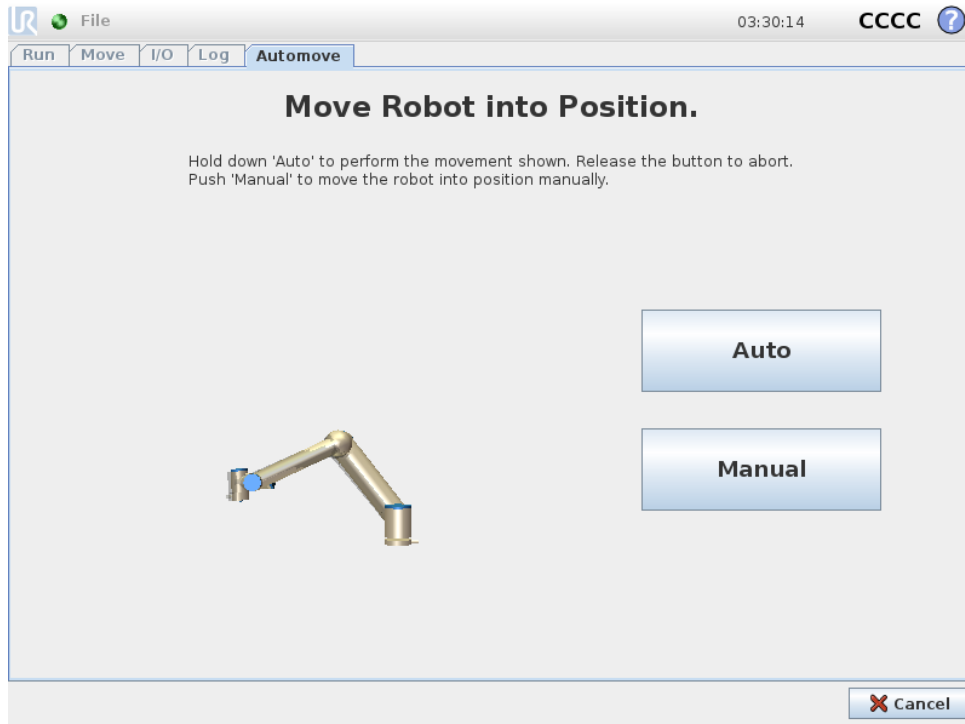 UR File 03:30:14 CCCC ?
Run Move I/O Log Automove
Move Robot into Position.
Hold down 'Auto' to perform the movement shown. Release the button to abort.
Push 'Manual' to move the robot into position manually.
Auto
Manual
Cancel